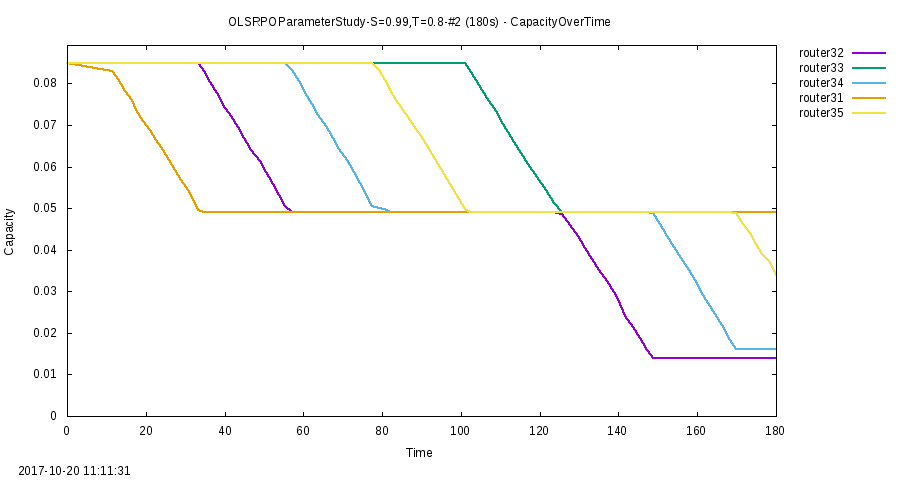 OLSRPOParameterStudy-S=0.99,T=0.8-#2 (180s) - CapacityOverTime
router32
router33
router34
router31
router35
0.08
0.07
0.06
0.05
0.04
0.03
0.02
0.01
0
Capacity
0 20 40 60 80 100 120 140 160 180
Time
2017-10-20 11:11:31